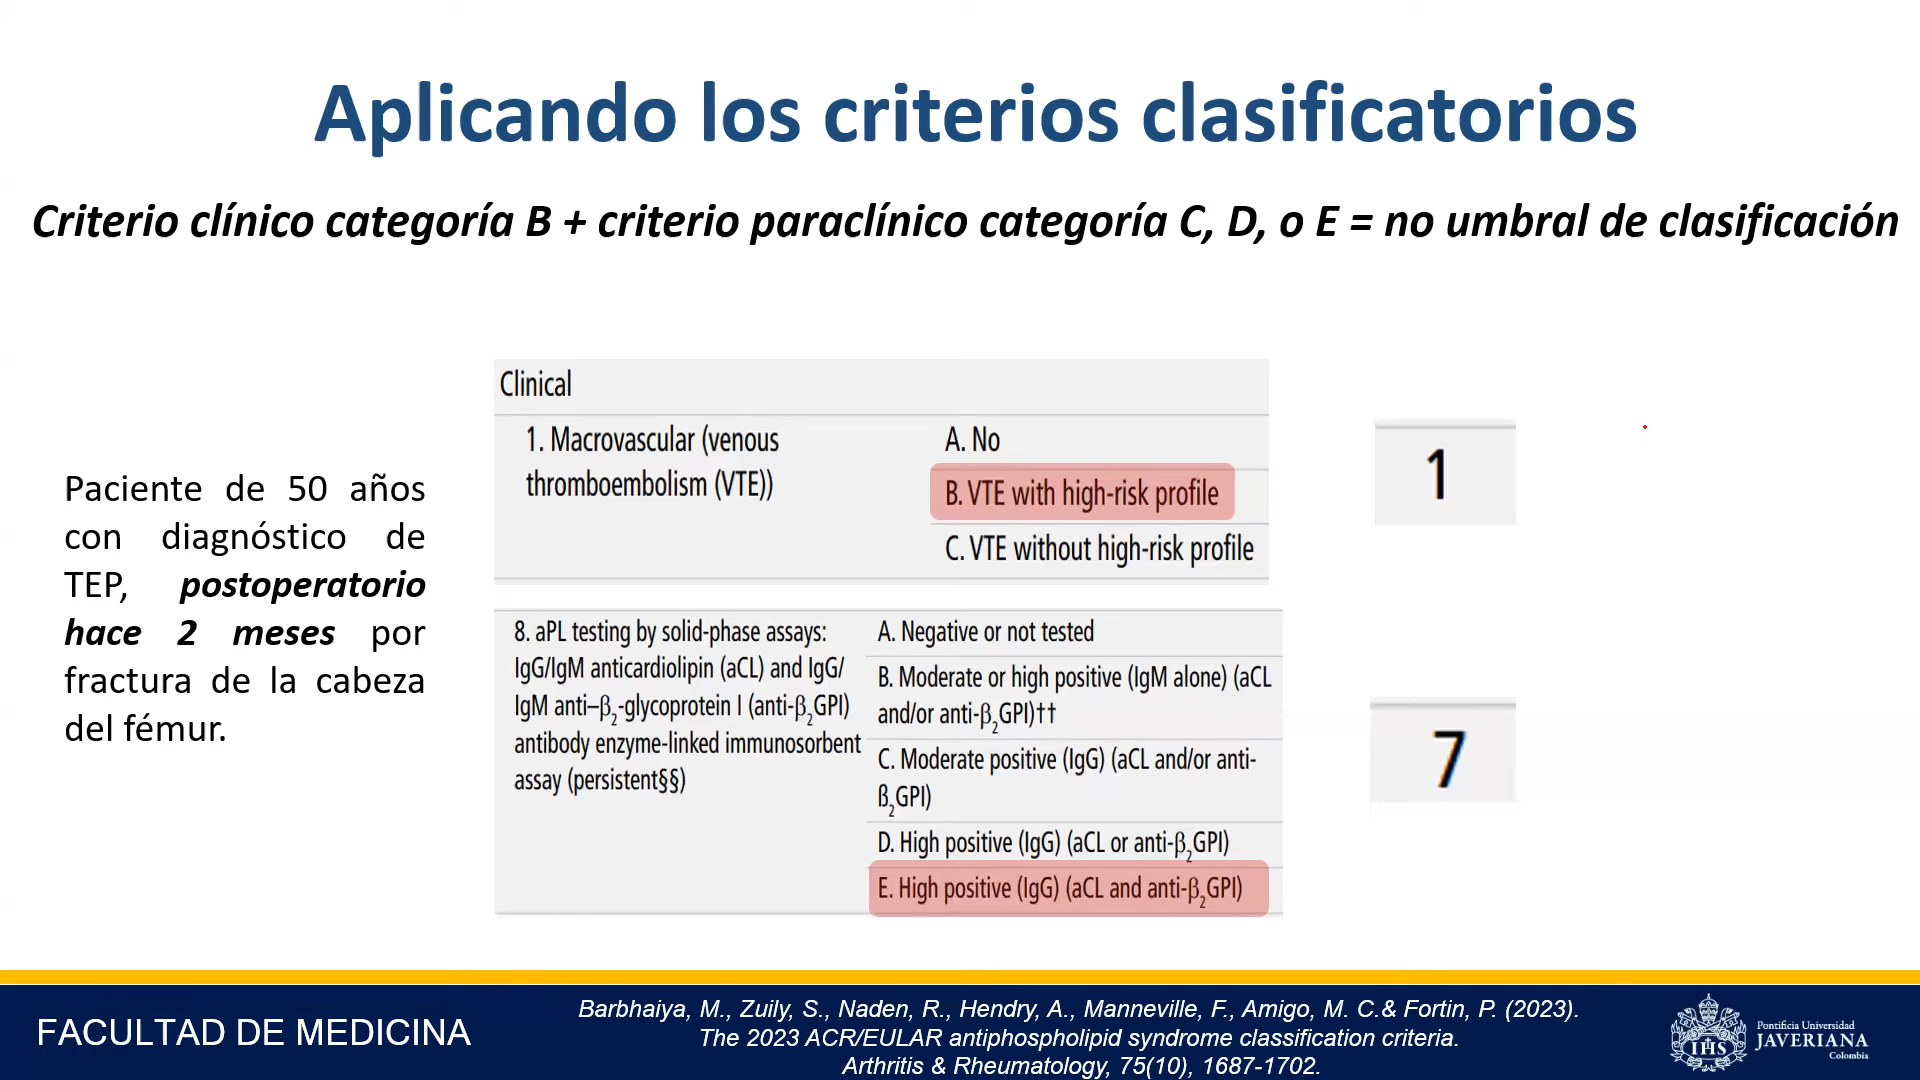 Aplicando los criterios clasificatorios
Criterio clínico categoría B + criterio paraclínico categoría C, D, o E = no umbral de clasificación
Paciente de 50 años
con diagnóstico de
TEP, postoperatorio
hace 2 meses por
fractura de la cabeza
del fémur.
Clinical
1. Macrovascular (venous
thromboembolism (VTE))
A. No
B. VTE with high-risk profile
C. VTE without high-risk profile
1
8. aPL testing by solid-phase assays:
IgG/IgM anticardiolipin (aCL) and IgG/
IgM anti–β2-glycoprotein I (anti-β2GPI)
antibody enzyme-linked immunosorbent
assay (persistent§§)
A. Negative or not tested
B. Moderate or high positive (IgM alone) (aCL
and/or anti-β2GPI)††
C. Moderate positive (IgG) (aCL and/or anti-
β2GPI)
D. High positive (IgG) (aCL or anti-β2GPI)
E. High positive (IgG) (aCL and anti-β2GPI)
7
FACULTAD DE MEDICINA
Barbhaiya, M., Zuily, S., Naden, R., Hendry, A., Manneville, F., Amigo, M. C.& Fortin, P. (2023).
The 2023 ACR/EULAR antiphospholipid syndrome classification criteria.
Arthritis & Rheumatology, 75(10), 1687-1702.
IHS
Pontificia Universidad
JAVERIANA
Colombia